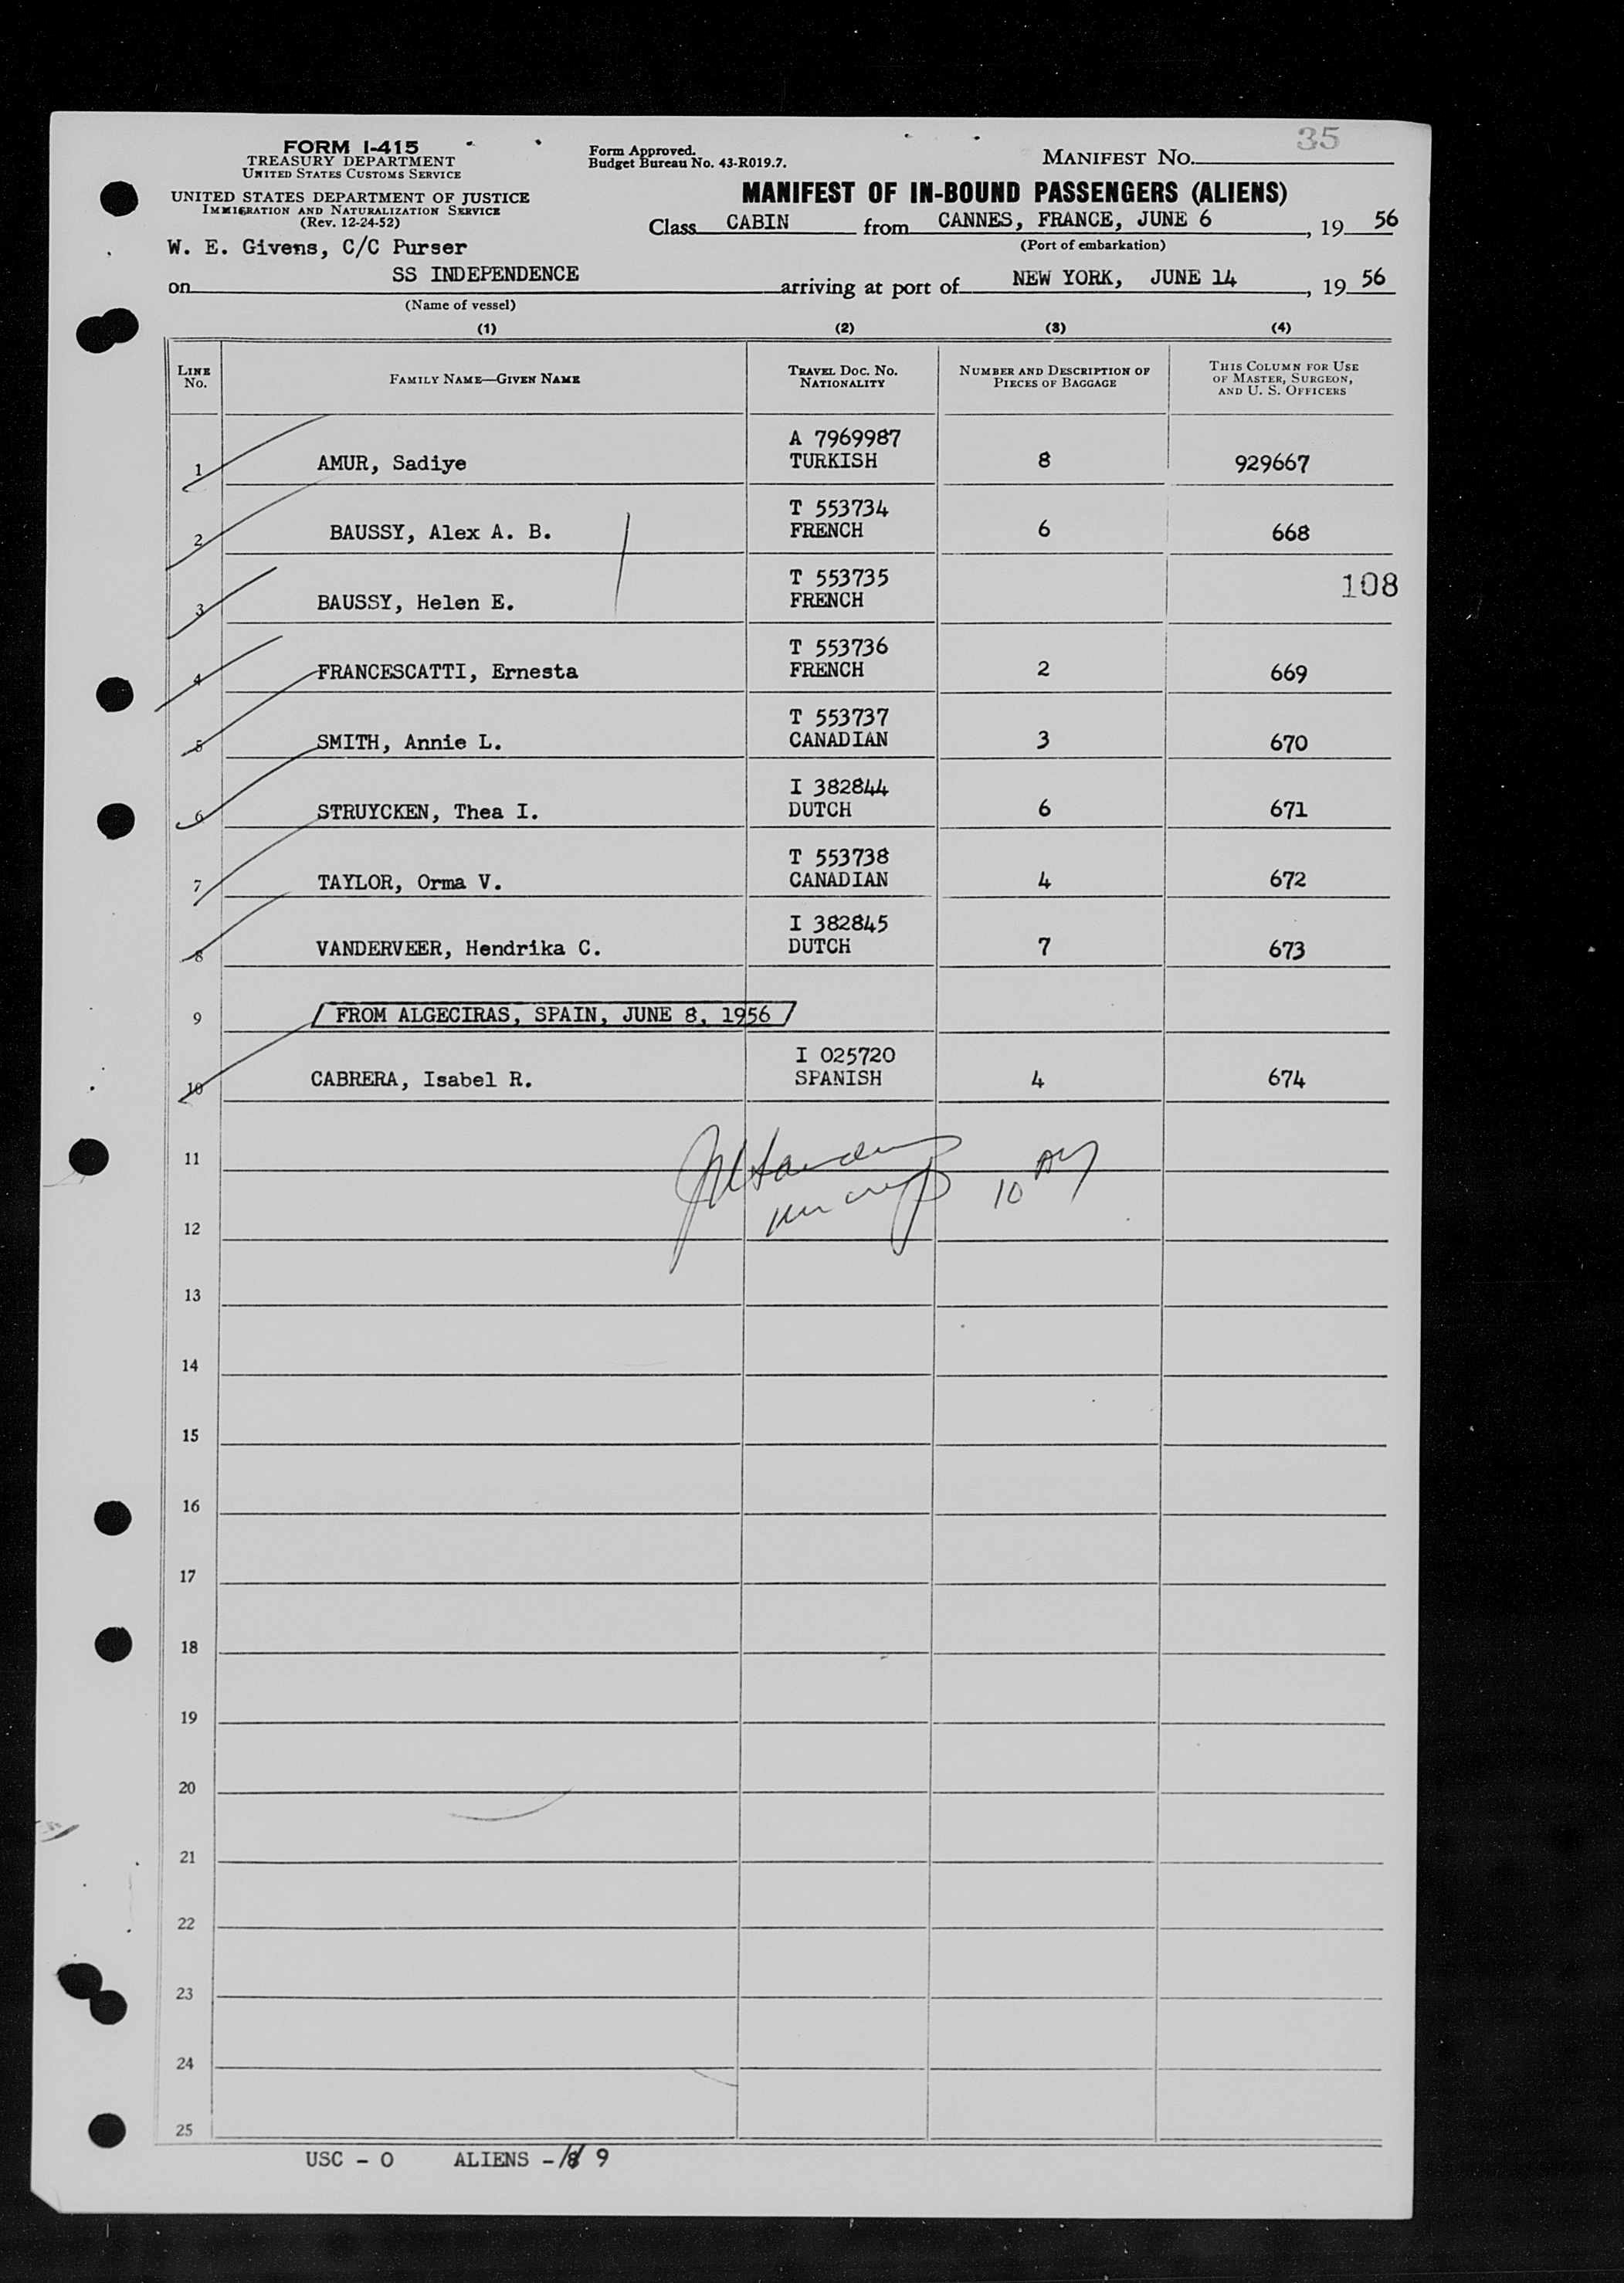 35
FORM I-415
TREASURY DEPARTMENT
UNITED STATES CUSTOMS SERVICE
Form Approved.
Budget Bureau No. 43-R019.7.
MANIFEST NO.
UNITED STATES DEPARTMENT OF JUSTICE
IMMIGRATION AND NATURALIZATION SERVICE
(Rev. 12-24-52)
MANIFEST OF IN-BOUND PASSENGERS (ALIENS)
Class CABIN from CANNES, FRANCE, JUNE 6, 19 56
(Port of embarkation)
W. E. Givens, C/C Purser
on SS INDEPENDENCE arriving at port of NEW YORK, JUNE 14, 19 56
(Name of vessel)
(1) (2) (3) (4)
LINE NO. FAMILY NAME—GIVEN NAME TRAVEL DOC. NO. NATIONALITY NUMBER AND DESCRIPTION OF PIECES OF BAGGAGE THIS COLUMN FOR USE OF MASTER, SURGEON, AND U. S. OFFICERS
A 7969987
1 AMUR, Sadiye TURKISH 8 929667
T 553734
2 BAUSSY, Alex A. B. FRENCH 6 668
T 553735 108
3 BAUSSY, Helen E. FRENCH
T 553736
4 FRANCESCATTI, Ernesta FRENCH 2 669
T 553737
5 SMITH, Annie L. CANADIAN 3 670
I 382844
6 STRUYCKEN, Thea I. DUTCH 6 671
T 553738
7 TAYLOR, Orma V. CANADIAN 4 672
I 382845
8 VANDERVEER, Hendrika C. DUTCH 7 673
9 FROM ALGECIRAS, SPAIN, JUNE 8, 1956
I 025720
10 CABRERA, Isabel R. SPANISH 4 674
11
10 AM
12
13
14
15
16
17
18
19
20
21
22
23
24
25
USC - 0 ALIENS - 9